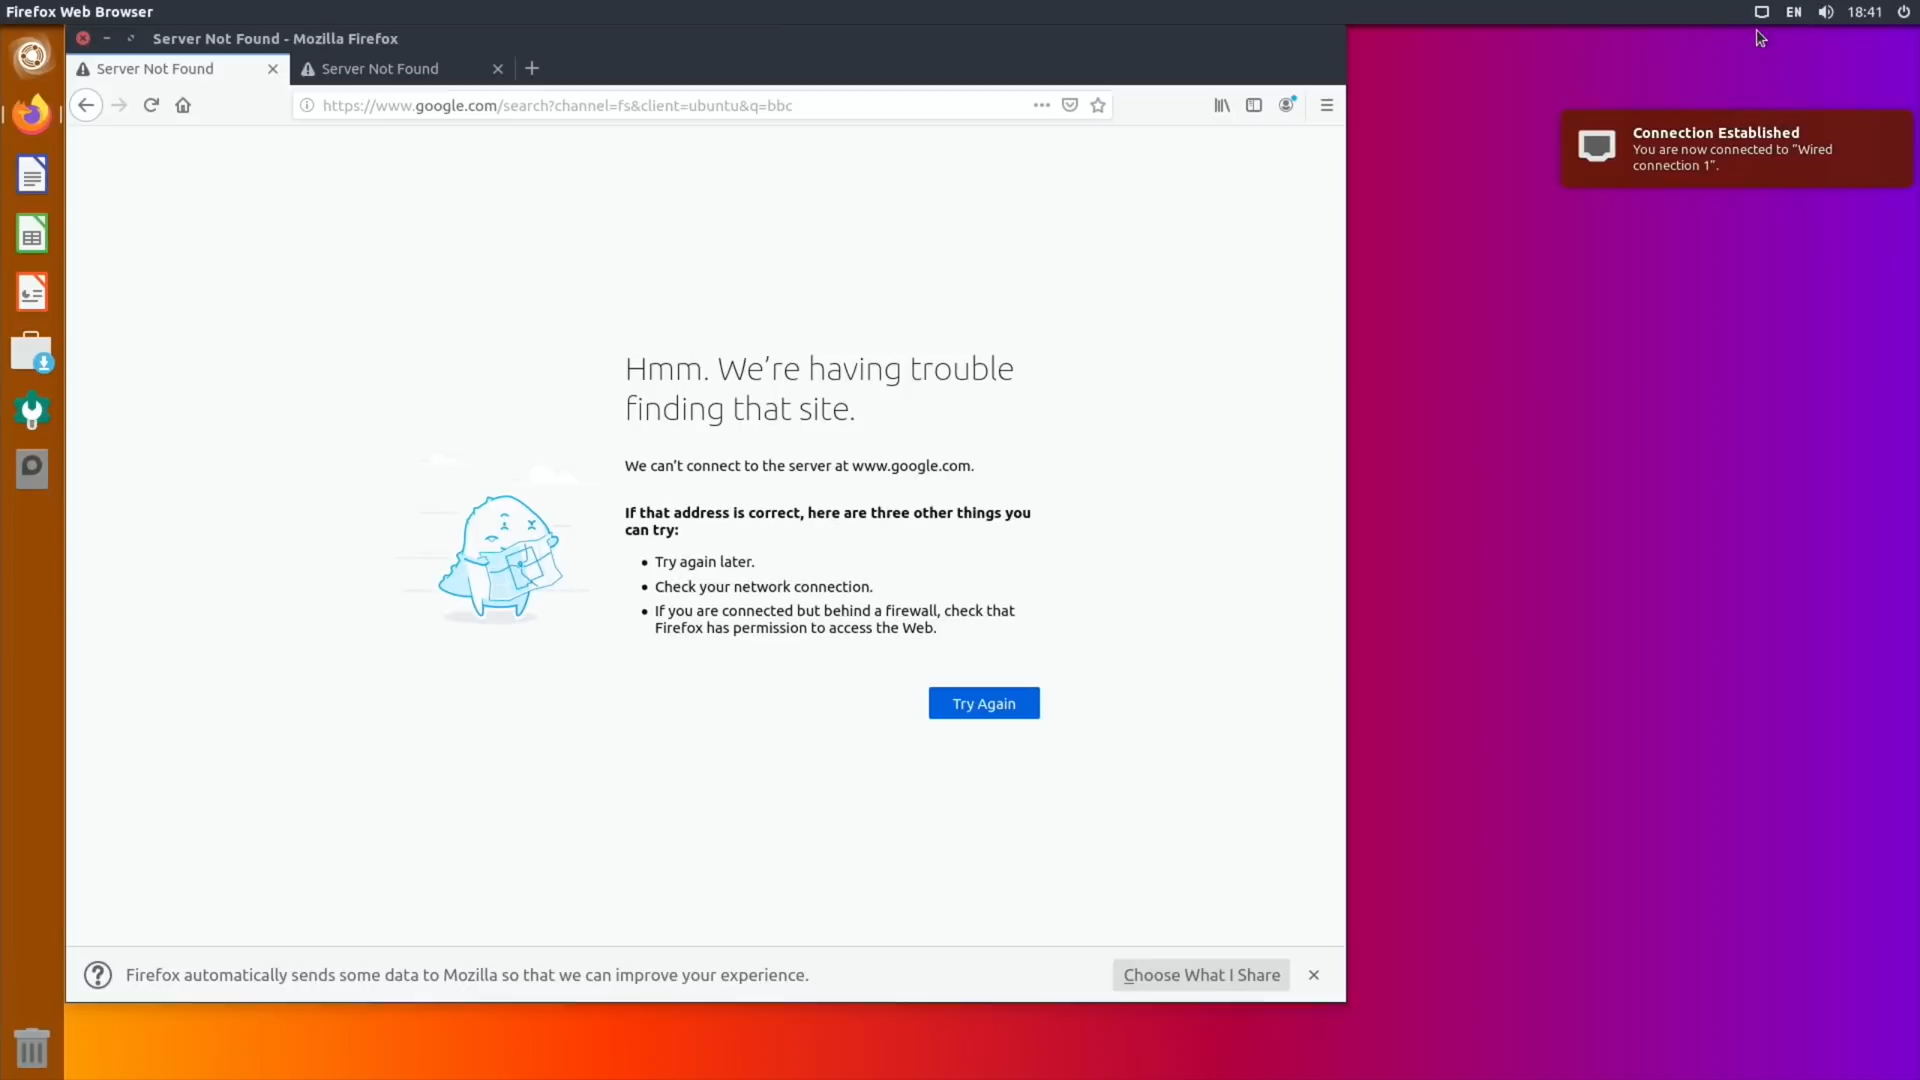 Firefox Web Browser
EN
18:41
Server Not Found - Mozilla Firefox
Server Not Found
Server Not Found
https://www.google.com/search?channel=fs&client=ubuntu&q=bbc
Connection Established
You are now connected to "Wired
connection 1".
Hmm. We're having trouble
finding that site.
We can't connect to the server at www.google.com.
If that address is correct, here are three other things you
can try:
• Try again later.
• Check your network connection.
• If you are connected but behind a firewall, check that
Firefox has permission to access the Web.
Try Again
Firefox automatically sends some data to Mozilla so that we can improve your experience.
Choose What I Share